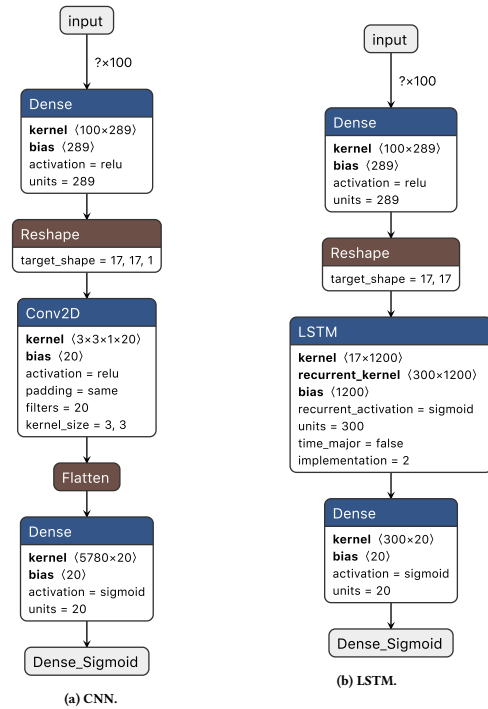 input
?×100
Dense
kernel ⟨100×289⟩
bias ⟨289⟩
activation = relu
units = 289
Reshape
target_shape = 17, 17, 1
Conv2D
kernel ⟨3×3×1×20⟩
bias ⟨20⟩
activation = relu
padding = same
filters = 20
kernel_size = 3, 3
Flatten
Dense
kernel ⟨5780×20⟩
bias ⟨20⟩
activation = sigmoid
units = 20
Dense_Sigmoid
(a) CNN.
input
?×100
Dense
kernel ⟨100×289⟩
bias ⟨289⟩
activation = relu
units = 289
Reshape
target_shape = 17, 17
LSTM
kernel ⟨17×1200⟩
recurrent_kernel ⟨300×1200⟩
bias ⟨1200⟩
recurrent_activation = sigmoid
units = 300
time_major = false
implementation = 2
Dense
kernel ⟨300×20⟩
bias ⟨20⟩
activation = sigmoid
units = 20
Dense_Sigmoid
(b) LSTM.